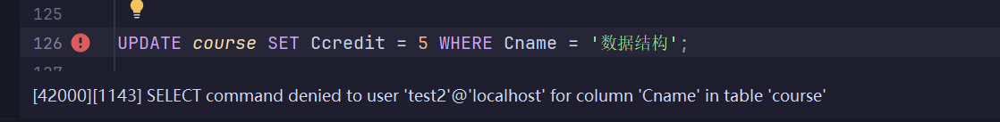 125
126 UPDATE course SET Ccredit = 5 WHERE Cname = '数据结构';
127
[42000][1143] SELECT command denied to user 'test2'@'localhost' for column 'Cname' in table 'course'